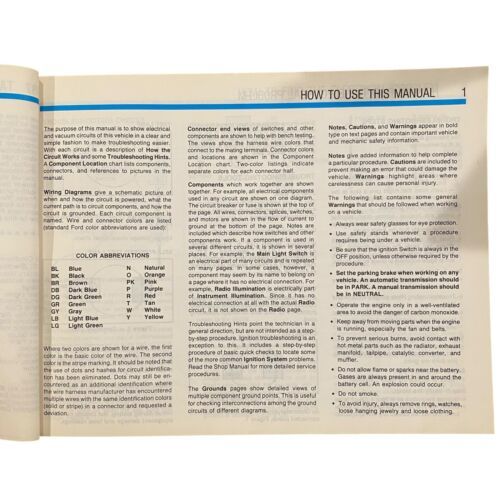 HOW TO USE THIS MANUAL 1
The purpose of this manual is to show electrical
and vacuum circuits of this vehicle in a clear and
simple fashion to make troubleshooting easier.
With each circuit is a description of How the
Circuit Works and some Troubleshooting Hints.
A Component Location chart lists components,
connectors, and references to pictures in the
manual.
Wiring Diagrams give a schematic picture of
when and how the circuit is powered, what the
current path is to circuit components, and how the
circuit is grounded. Each circuit component is
named. Wire and connectors are also listed
(standard Ford color abbreviations are used):
COLOR ABBREVIATIONS
BL Blue N Natural
BK Black O Orange
BR Brown PK Pink
DB Dark Blue P Purple
DG Dark Green R Red
GR Green T Tan
GY Gray W White
LB Light Blue Y Yellow
LG Light Green
Where two colors are shown for a wire, the first
color is the basic color of the wire. The second
color is the stripe marking. It should be noted that
the use of dots and hashes for circuit identifica-
tion has been eliminated. Dots may still be en-
countered as an additional identification where
the wire harness manufacturer has encountered
multiple wires with the same identification colors
(solid or stripe) in a connector and requested a
deviation.
Connector end views of switches and other
components are shown to help with bench testing.
The views show the harness wire colors that
connect to the mating terminals. Connector colors
and locations are shown in the Component
Location chart. Two-color listings indicate
separate colors for each connector half.
Components which work together are shown
together. For example, all electrical components
used in any circuit are shown on one diagram.
The circuit breaker or fuse is shown at the top of
the page. All wires, connectors, splices, switches,
and motors are shown in the flow of current to
ground at the bottom of the page. Notes are
included which describe how switches and other
components work. If a component is used in
several different circuits, it is shown in several
places. For example, the Main Light Switch is
an electrical part of many circuits and is repeated
on many pages. In some cases, however, a
component may seem by its name to belong on
a page where it has no electrical connection. For
example, Radio Illumination is electrically part
of Instrument Illumination. Since it has no
electrical connection at all with the actual Radio
circuit, it is not shown on the Radio page.
Troubleshooting Hints point the technician in a
general direction, but are not intended as a step-
by-step procedure. Ignition troubleshooting is an
exception to this. It includes a step-by-step
procedure of basic quick checks to locate some
of the more common Ignition System problems.
Read the Shop Manual for more detailed service
procedures.
The Grounds pages show detailed views of
multiple component ground points. This is useful
for checking interconnections among the ground
circuits of different diagrams.
Notes, Cautions, and Warnings appear in bold
type on text pages and contain important vehicle
and mechanic safety information.
Notes give added information to help complete
a particular procedure. Cautions are included to
prevent making an error that could damage the
vehicle. Warnings highlight areas where
carelessness can cause personal injury.
The following list contains some general
Warnings that should be followed when working
on a vehicle.
• Always wear safety glasses for eye protection.
• Use safety stands whenever a procedure
requires being under a vehicle.
• Be sure that the ignition Switch is always in the
OFF position, unless otherwise required by the
procedure.
• Set the parking brake when working on any
vehicle. An automatic transmission should
be in PARK. A manual transmission should
be in NEUTRAL.
• Operate the engine only in a well-ventilated
area to avoid the danger of carbon monoxide.
• Keep away from moving parts when the engine
is running, especially the fan and belts.
• To prevent serious burns, avoid contact with
hot metal parts such as the radiator, exhaust
manifold, tailpipe, catalytic converter, and
muffler.
• Do not allow flame or sparks near the battery.
Gases are always present in and around the
battery cell. An explosion could occur.
• Do not smoke.
• To avoid injury, always remove rings, watches,
loose hanging jewelry and loose clothing.